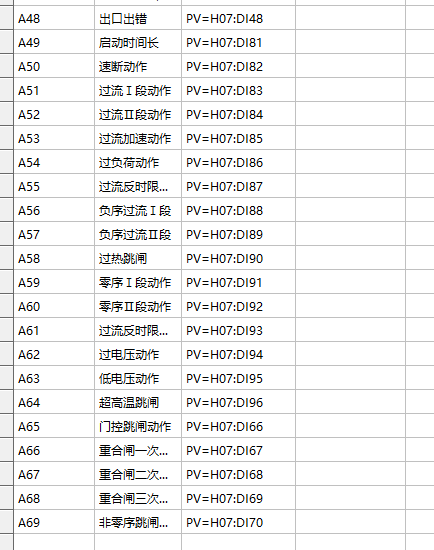 A48 出口出错 PV=H07:DI48
A49 启动时间长 PV=H07:DI81
A50 速断动作 PV=H07:DI82
A51 过流Ⅰ段动作 PV=H07:DI83
A52 过流Ⅱ段动作 PV=H07:DI84
A53 过流加速动作 PV=H07:DI85
A54 过负荷动作 PV=H07:DI86
A55 过流反时限... PV=H07:DI87
A56 负序过流Ⅰ段 PV=H07:DI88
A57 负序过流Ⅱ段 PV=H07:DI89
A58 过热跳闸 PV=H07:DI90
A59 零序Ⅰ段动作 PV=H07:DI91
A60 零序Ⅱ段动作 PV=H07:DI92
A61 过流反时限... PV=H07:DI93
A62 过电压动作 PV=H07:DI94
A63 低电压动作 PV=H07:DI95
A64 超高温跳闸 PV=H07:DI96
A65 门控跳闸动作 PV=H07:DI66
A66 重合闸一次... PV=H07:DI67
A67 重合闸二次... PV=H07:DI68
A68 重合闸三次... PV=H07:DI69
A69 非零序跳闸... PV=H07:DI70